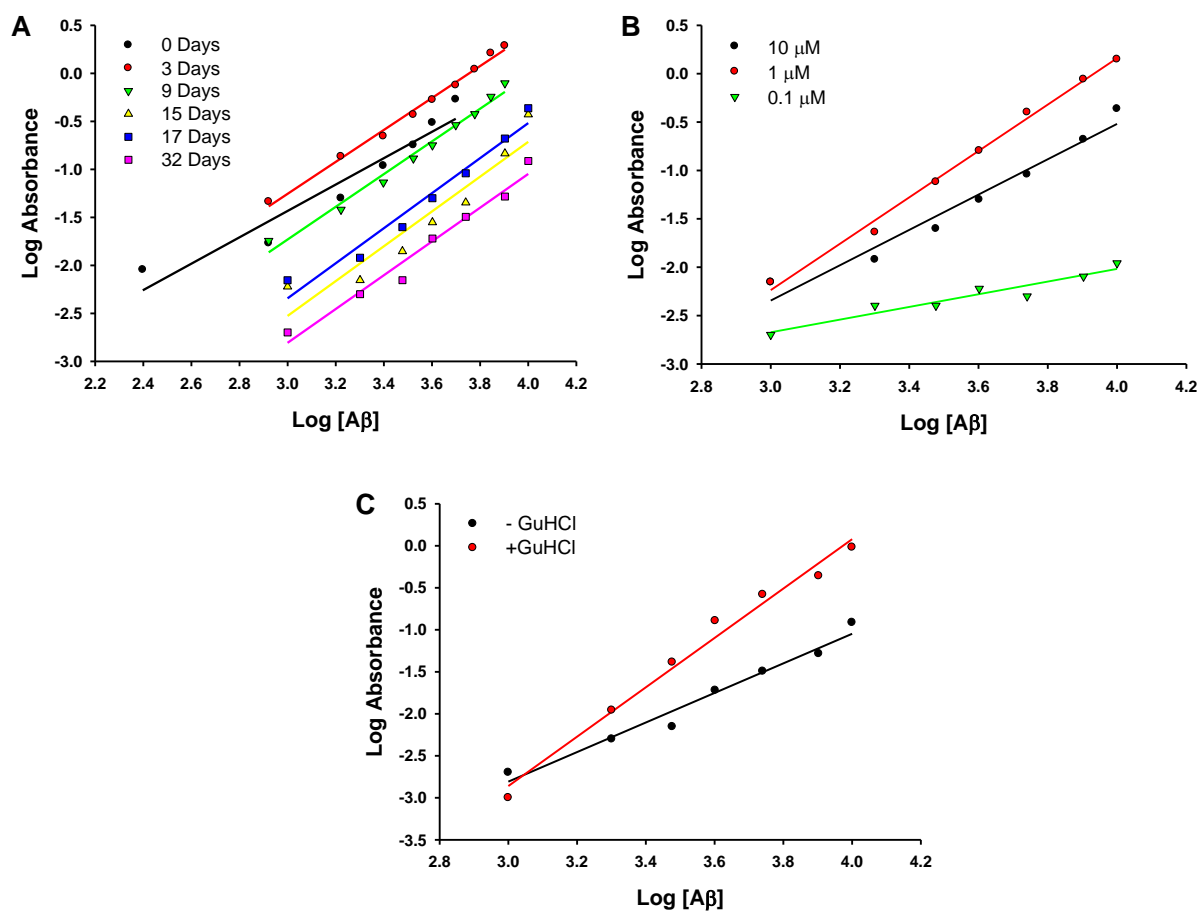 A
0 Days
3 Days
9 Days
15 Days
17 Days
32 Days
Log Absorbance
0.5
0.0
-0.5
-1.0
-1.5
-2.0
-2.5
-3.0
2.2 2.4 2.6 2.8 3.0 3.2 3.4 3.6 3.8 4.0 4.2
Log [Aβ]
B
10 μM
1 μM
0.1 μM
Log Absorbance
0.5
0.0
-0.5
-1.0
-1.5
-2.0
-2.5
-3.0
2.8 3.0 3.2 3.4 3.6 3.8 4.0 4.2
Log [Aβ]
C
- GuHCl
+GuHCl
Log Absorbance
0.5
0.0
-0.5
-1.0
-1.5
-2.0
-2.5
-3.0
-3.5
2.8 3.0 3.2 3.4 3.6 3.8 4.0 4.2
Log [Aβ]